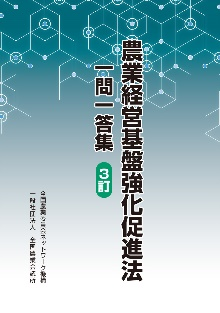 農業経営基盤強化促進法
一問一答集
3訂
全国農業委員会ネットワーク機構
一般社団法人 全国農業会議所